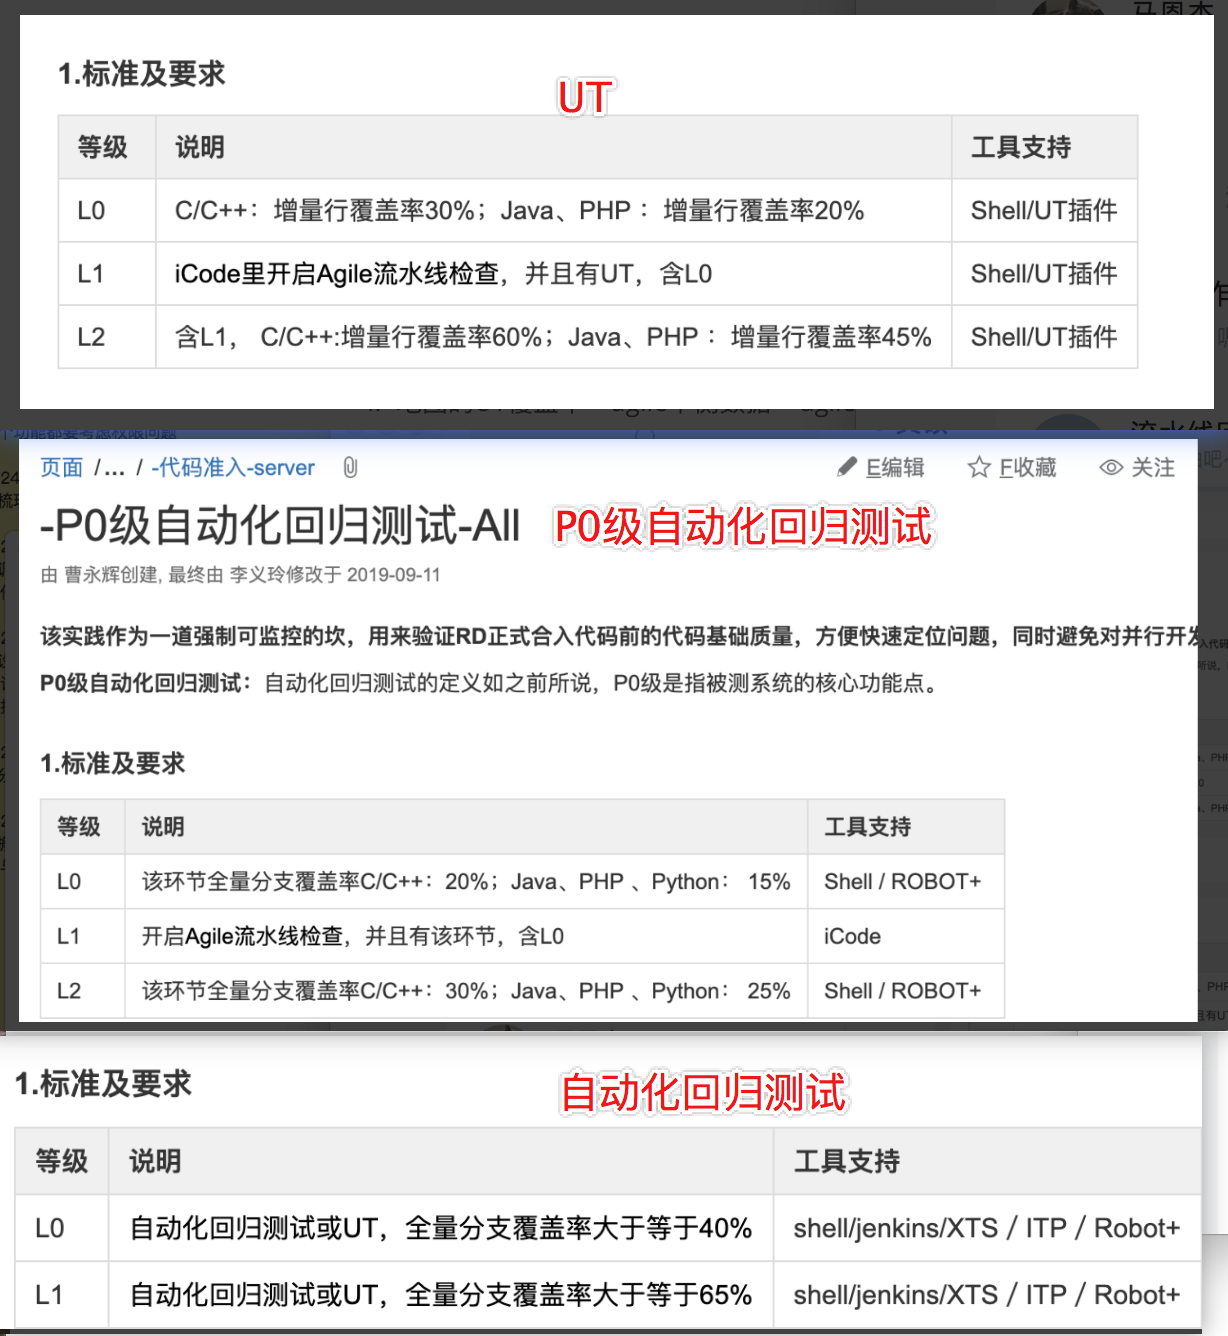 1.标准及要求
UT
等级 说明 工具支持
L0 C/C++：增量行覆盖率30%；Java、PHP ：增量行覆盖率20% Shell/UT插件
L1 iCode里开启Agile流水线检查，并且有UT，含L0 Shell/UT插件
L2 含L1， C/C++:增量行覆盖率60%；Java、PHP ：增量行覆盖率45% Shell/UT插件
页面 /... / -代码准入-server E编辑 F收藏 关注
-P0级自动化回归测试-All P0级自动化回归测试
由 曹永辉创建, 最终由 李义玲修改于 2019-09-11
该实践作为一道强制可监控的坎，用来验证RD正式合入代码前的代码基础质量，方便快速定位问题，同时避免对并行开发
P0级自动化回归测试：自动化回归测试的定义如之前所说，P0级是指被测系统的核心功能点。
1.标准及要求
等级 说明 工具支持
L0 该环节全量分支覆盖率C/C++：20%；Java、PHP 、Python： 15% Shell / ROBOT+
L1 开启Agile流水线检查，并且有该环节，含L0 iCode
L2 该环节全量分支覆盖率C/C++：30%；Java、PHP 、Python： 25% Shell / ROBOT+
1.标准及要求
自动化回归测试
等级 说明 工具支持
L0 自动化回归测试或UT，全量分支覆盖率大于等于40% shell/jenkins/XTS / ITP / Robot+
L1 自动化回归测试或UT，全量分支覆盖率大于等于65% shell/jenkins/XTS / ITP / Robot+